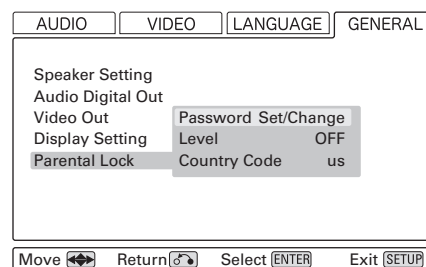 AUDIO VIDEO LANGUAGE GENERAL
Speaker Setting
Audio Digital Out
Video Out Password Set/Change
Display Setting Level OFF
Parental Lock Country Code us
Move Return Select ENTER Exit SETUP